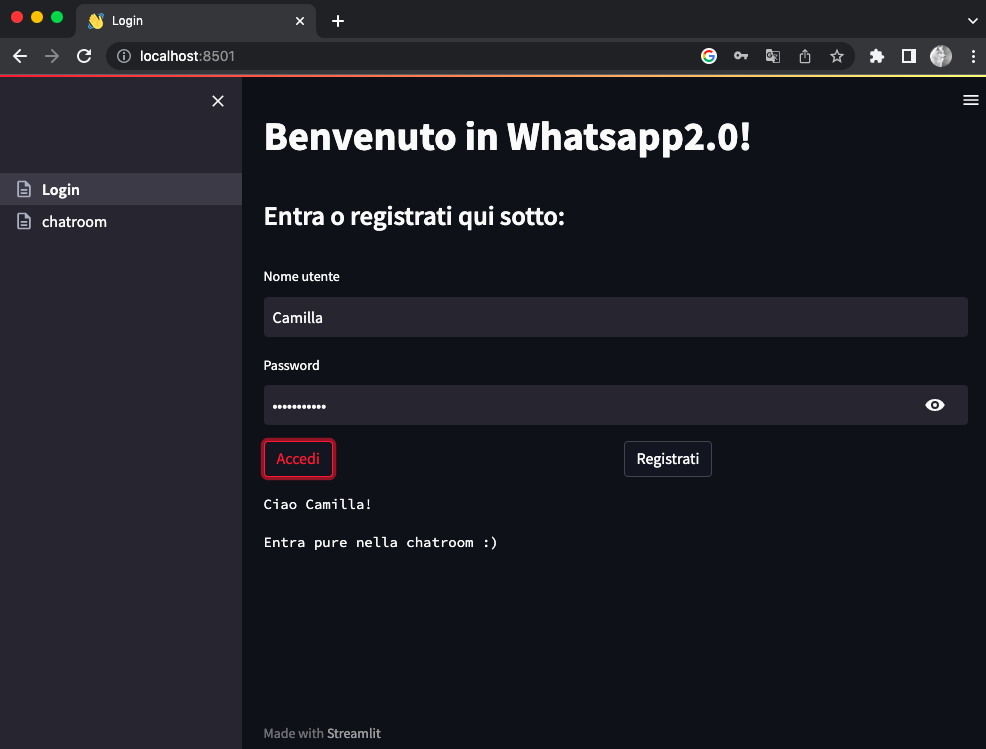 Login
localhost:8501
Login
chatroom
Benvenuto in Whatsapp2.0!
Entra o registrati qui sotto:
Nome utente
Camilla
Password
•••••••••••
Accedi
Registrati
Ciao Camilla!
Entra pure nella chatroom :)
Made with Streamlit